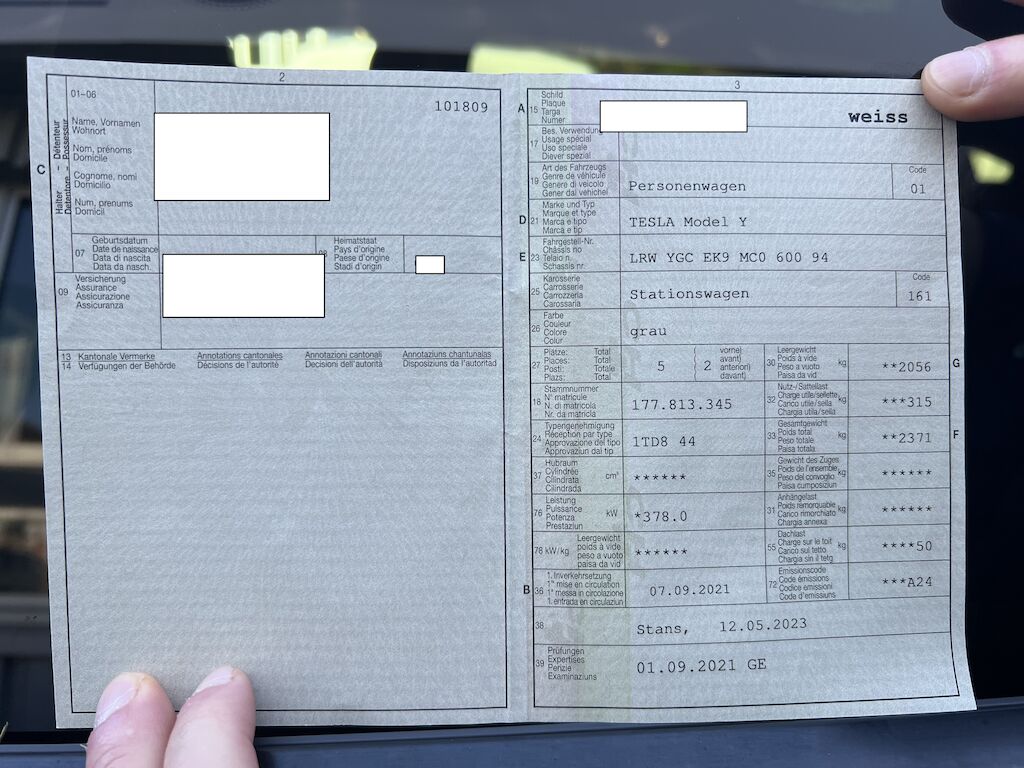 2
01–06
101809
C
Halter – Détenteur
Detentore – Possessur
Name, Vornamen
Wohnort
Nom, prénoms
Domicile
Cognome, nomi
Domicilio
Num, prenums
Domicil
07
Geburtsdatum
Date de naissance
Data di nascita
Data da nasch.
Heimatstaat
Pays d'origine
Paese d'origine
Stadi d'origin
09
Versicherung
Assurance
Assicurazione
Assicuranza
13 Kantonale Vermerke Annotations cantonales Annotazioni cantonali Annotaziuns chantunalas
14 Verfügungen der Behörde Décisions de l'autorité Decisioni dell'autorità Disposiziuns da l'autoritad
3
A 15
Schild
Plaque
Targa
Numer
weiss
17
Bes. Verwendung
Usage spécial
Uso speciale
Diever spezial
19
Art des Fahrzeugs
Genre de véhicule
Genere di veicolo
Gener dal vehichel
Personenwagen
Code
01
D 21
Marke und Typ
Marque et type
Marca e tipo
Marca e tip
TESLA Model Y
E 23
Fahrgestell-Nr.
Châssis no
Telaio n.
Schassis nr.
LRW YGC EK9 MC0 600 94
25
Karosserie
Carrosserie
Carrozzeria
Carossaria
Stationswagen
Code
161
26
Farbe
Couleur
Colore
Colur
grau
27
Plätze: Total
Places: Total
Posti: Totale
Plazs: Total
5
2
vorne)
avant)
anteriori)
davant)
30
Leergewicht
Poids à vide
Peso a vuoto
Paisa da vid
kg
**2056
G
18
Stammnummer
N° matricule
N. di matricola
Nr. da matricla
177.813.345
32
Nutz-/Sattellast
Charge utile/sellette
Carico utile/sella
Chargia utila/sella
kg
***315
24
Typengenehmigung
Réception par type
Approvazione del tipo
Approvaziun dal tip
1TD8 44
33
Gesamtgewicht
Poids total
Peso totale
Paisa totala
kg
**2371
F
37
Hubraum
Cylindrée
Cilindrata
Cilindrada
cm³
******
35
Gewicht des Zuges
Poids de l'ensemble
Peso del convoglio
Paisa cumposiziun
kg
******
76
Leistung
Puissance
Potenza
Prestaziun
kW
*378.0
31
Anhängelast
Poids remorquable
Carico rimorchiato
Chargia annexa
kg
******
78 kW/kg
Leergewicht
poids à vide
peso a vuoto
paisa da vid
******
55
Dachlast
Charge sur le toit
Carico sul tetto
Chargia sin il tetg
kg
****50
B 36
1. Inverkehrsetzung
1re mise en circulation
1a messa in circolazione
1. entrada en circulaziun
07.09.2021
72
Emissionscode
Code émissions
Codice emissioni
Code d'emissiuns
***A24
38
Stans, 12.05.2023
39
Prüfungen
Expertises
Perizie
Examinaziuns
01.09.2021 GE